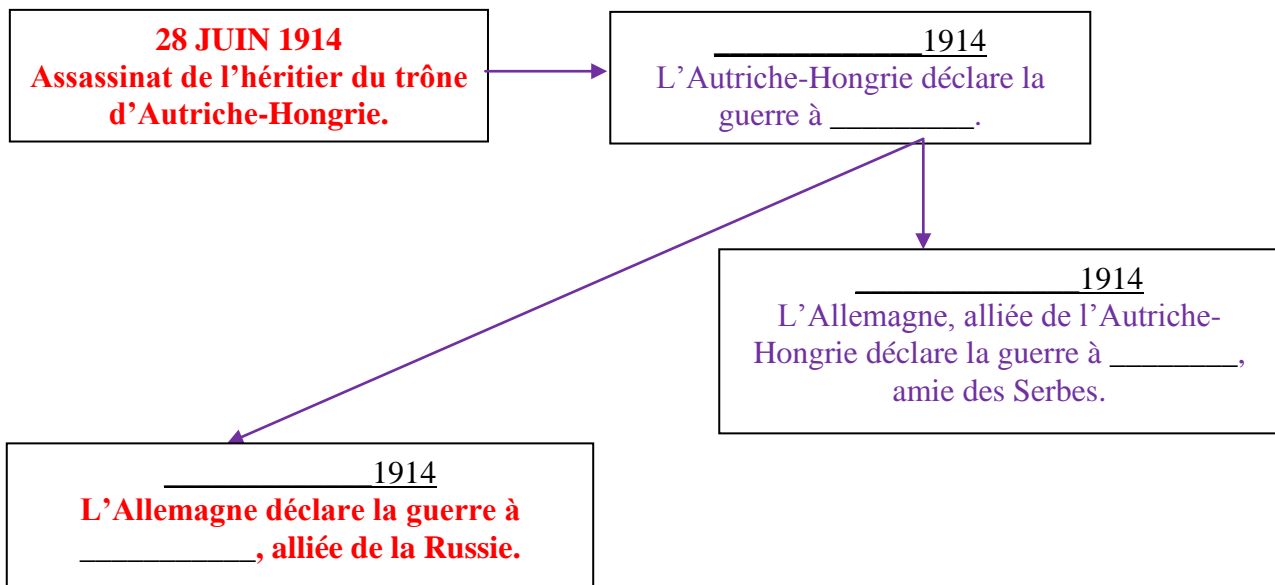 28 JUIN 1914
Assassinat de l’héritier du trône
d’Autriche-Hongrie.
_____________1914
L’Autriche-Hongrie déclare la
guerre à _________.
______________1914
L’Allemagne, alliée de l’Autriche-
Hongrie déclare la guerre à ________,
amie des Serbes.
_____________1914
L’Allemagne déclare la guerre à
___________, alliée de la Russie.